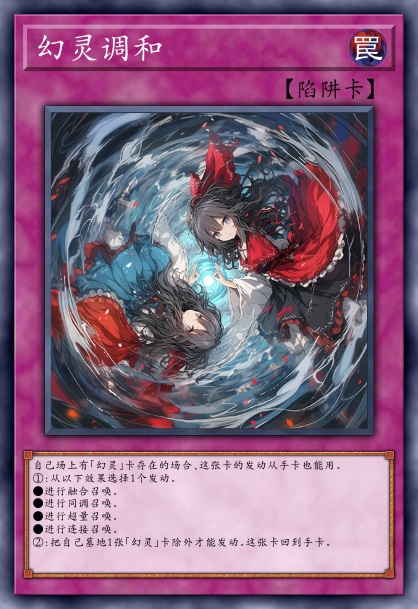 幻灵调和
罠
【陷阱卡】
自己场上有「幻灵」卡存在的场合,这张卡的发动从手卡也能用。
①:从以下效果选择1个发动。
●进行融合召唤。
●进行同调召唤。
●进行超量召唤。
●进行连接召唤。
②:把自己墓地1张「幻灵」卡除外才能发动。这张卡回到手卡。